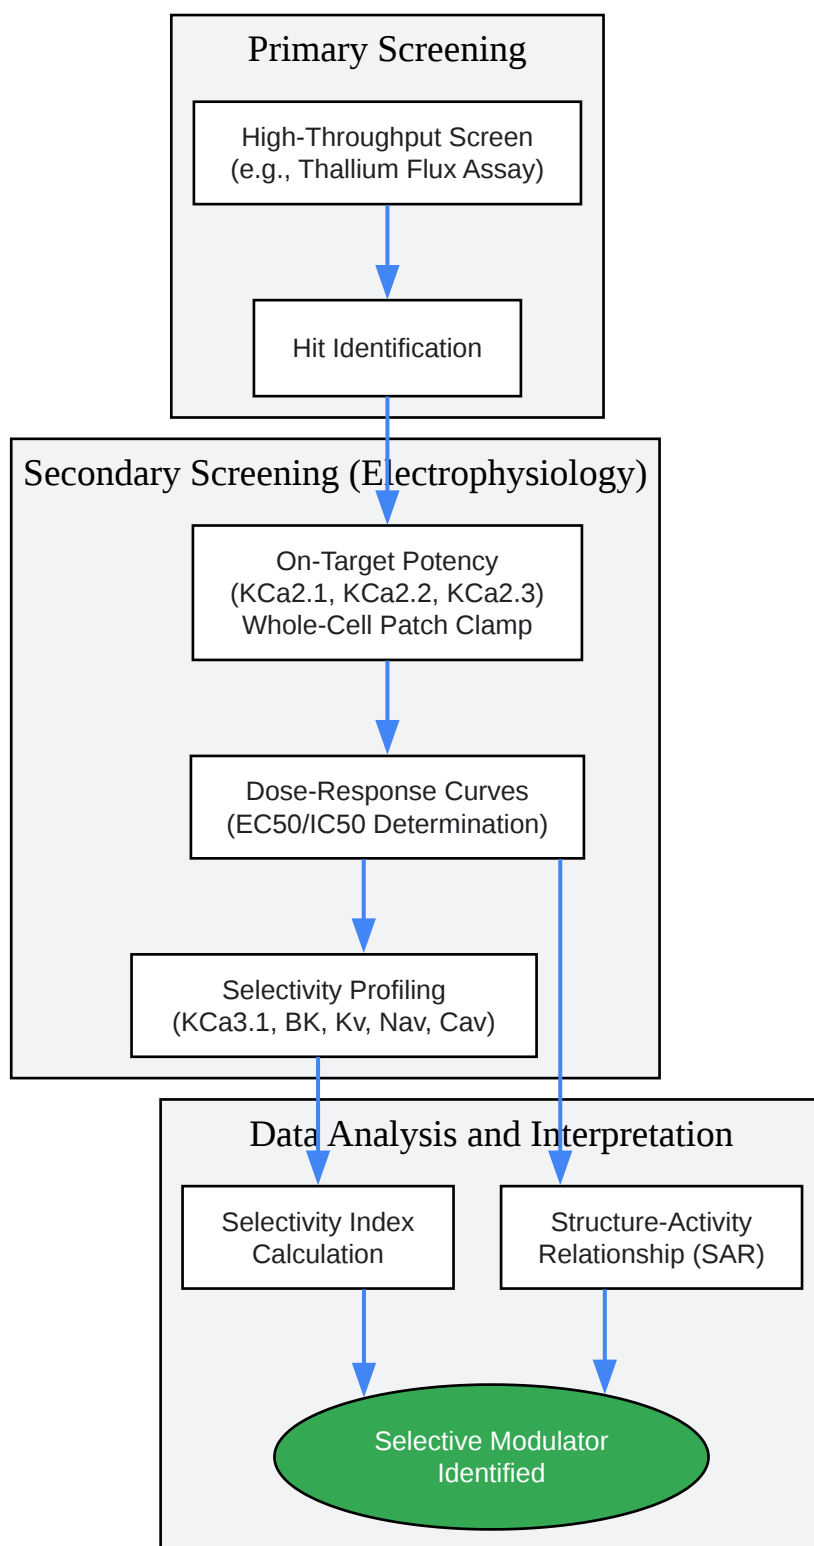 Primary Screening
High-Throughput Screen
(e.g., Thallium Flux Assay)
Hit Identification
Secondary Screening (Electrophysiology)
On-Target Potency
(KCa2.1, KCa2.2, KCa2.3)
Whole-Cell Patch Clamp
Dose-Response Curves
(EC50/IC50 Determination)
Selectivity Profiling
(KCa3.1, BK, Kv, Nav, Cav)
Data Analysis and Interpretation
Selectivity Index
Calculation
Structure-Activity
Relationship (SAR)
Selective Modulator
Identified